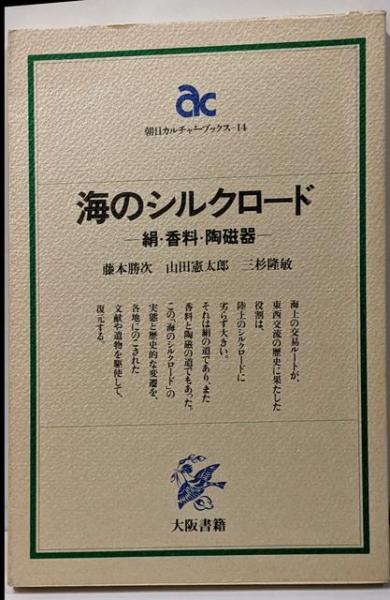 ac
朝日カルチャーブックス-14
海のシルクロード
—絹·香料·陶磁器—
藤本勝次 山田憲太郎 三杉隆敏
海上の交易ルートが、
東西交流の歴史に果たした
役割は、
陸上のシルクロードに
劣らず大きい。
それは絹の道であり、また
香料と陶磁の道でもあった。
この「海のシルクロード」の
実態と歴史的な変遷を、
各地にのこされた
文献や遺物を駆使して、
復元する。
大阪書籍